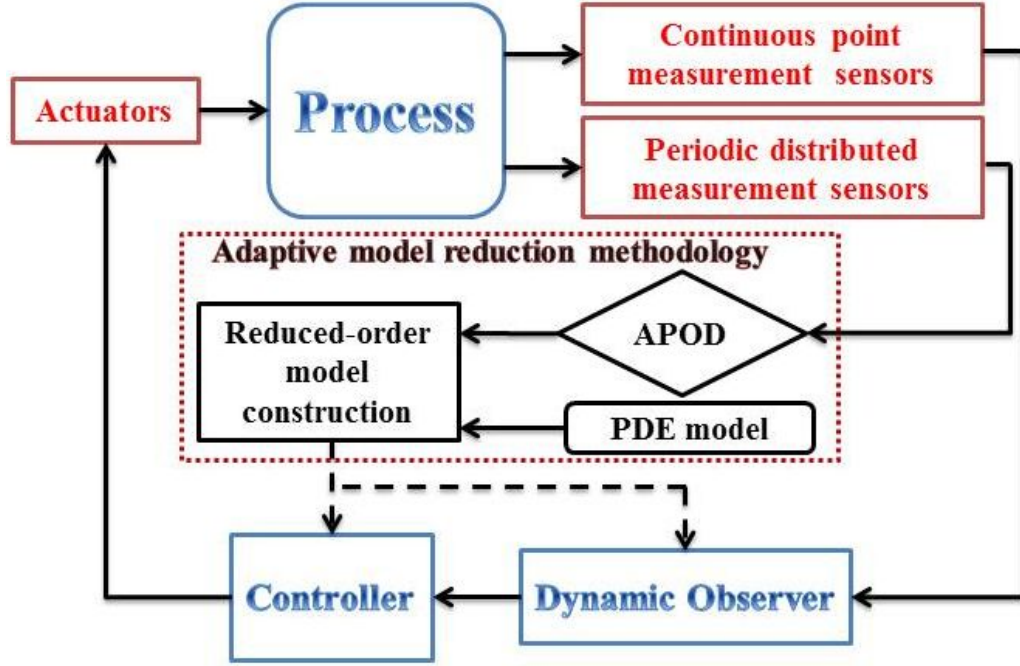 Continuous point
measurement sensors
Actuators
Process
Periodic distributed
measurement sensors
Adaptive model reduction methodology
Reduced-order
model
construction
APOD
PDE model
Controller
Dynamic Observer